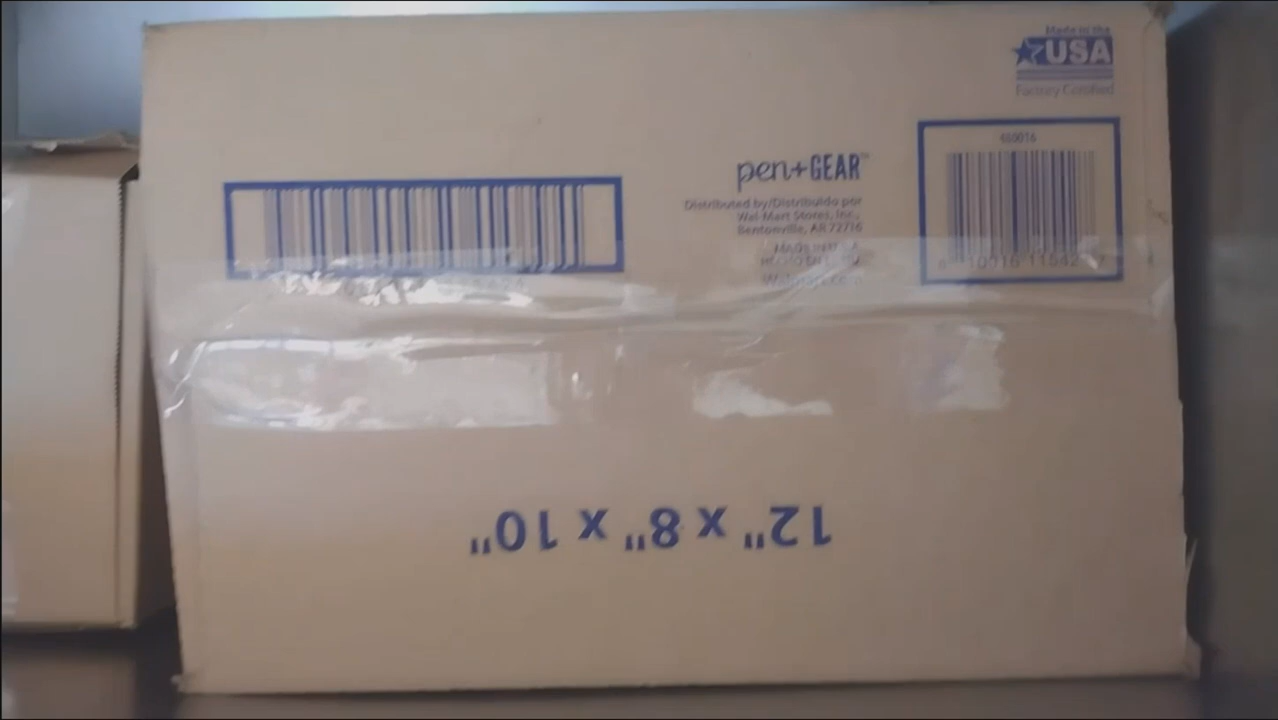 Made in the
USA
Factory Certified
pen+GEAR™
Distributed by/Distribuido por
Wal-Mart Stores, Inc.,
Bentonville, AR 72716
12" x 8" x 10"